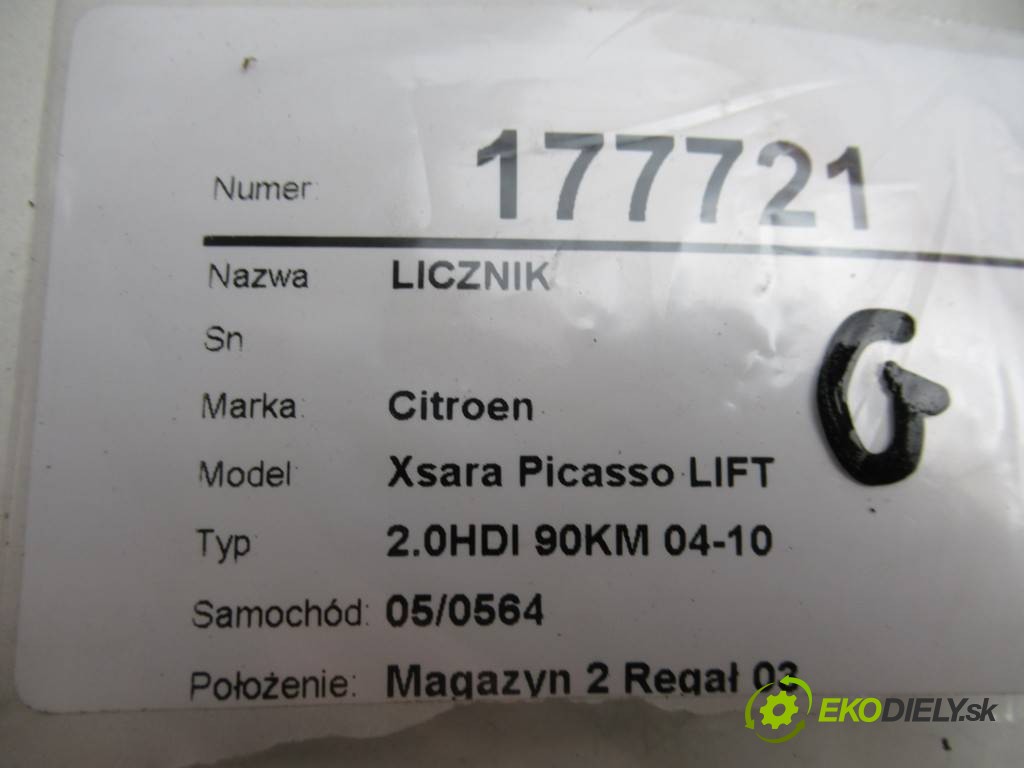 Numer: 177721
Nazwa LICZNIK
Sn
G
Marka: Citroen
Model Xsara Picasso LIFT
Typ 2.0HDI 90KM 04-10
Samochód: 05/0564
Położenie: Magazyn 2 Regał 03
EKODIELY.sk